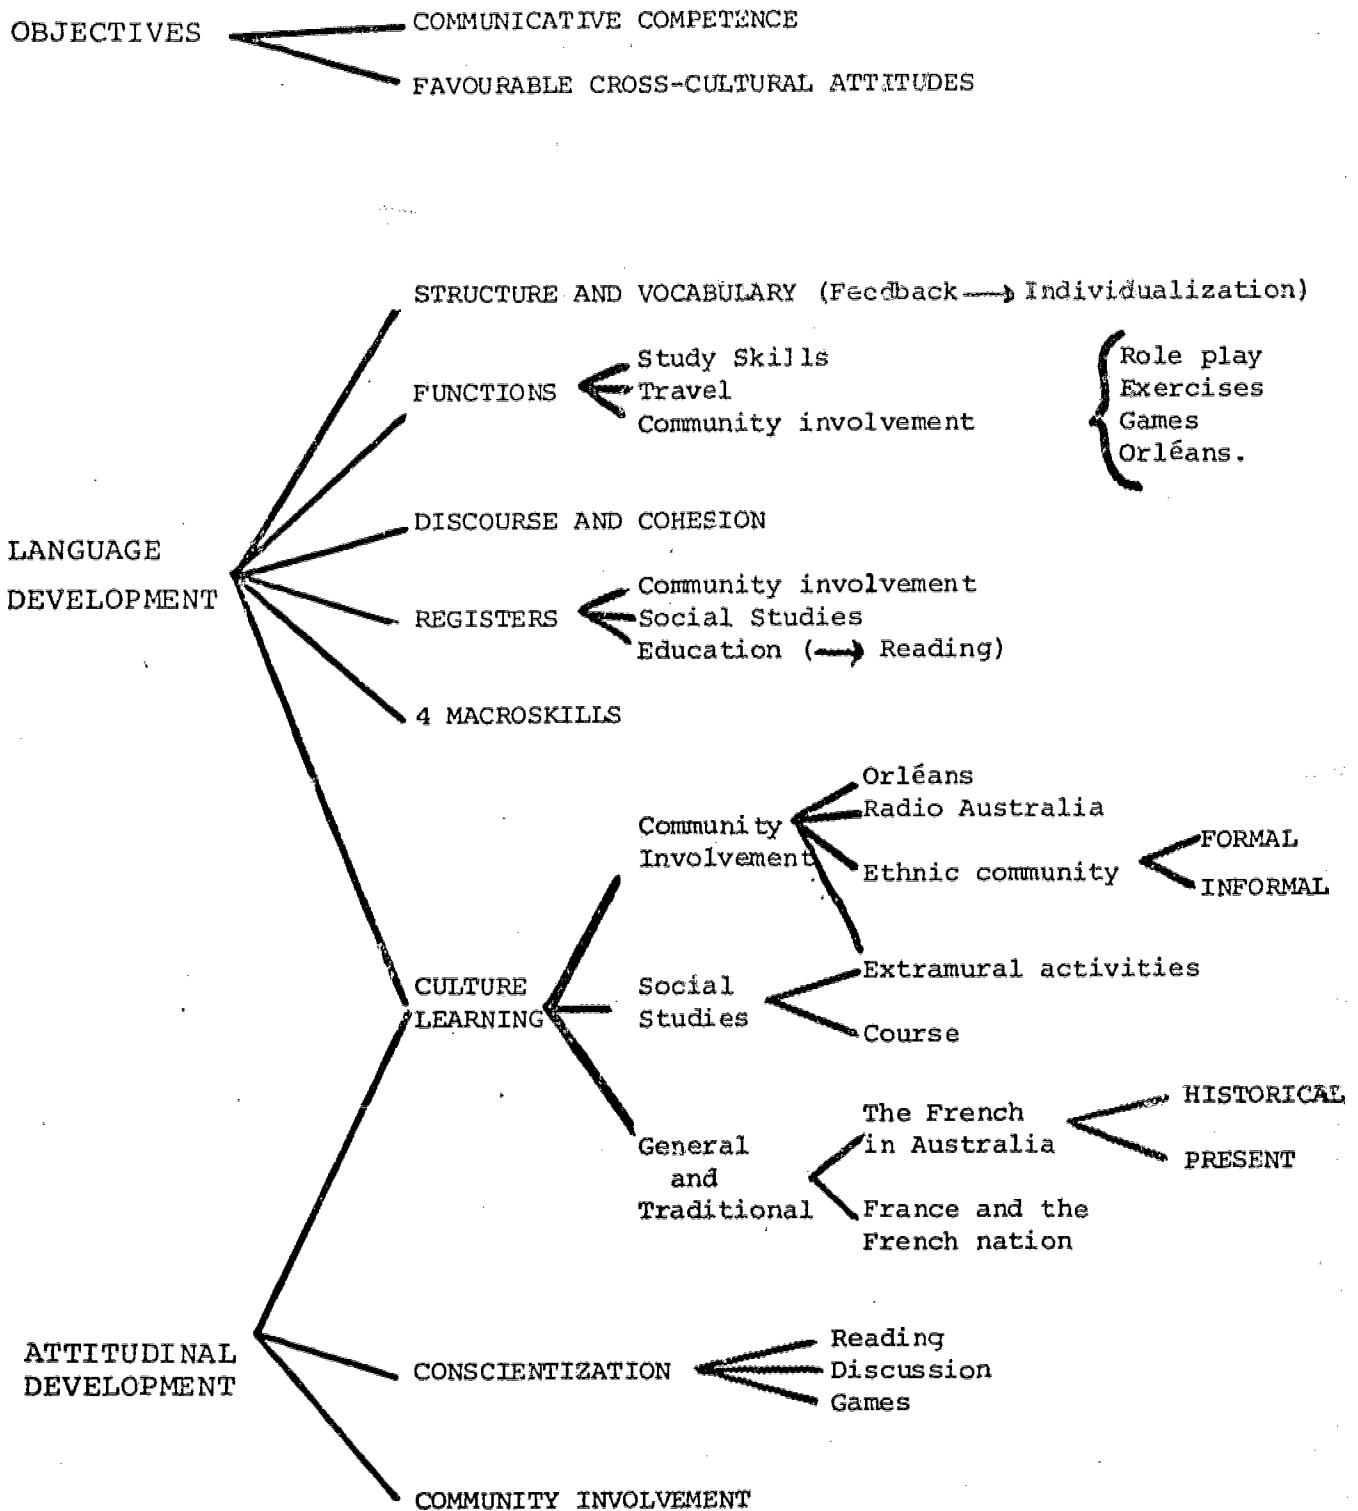 OBJECTIVES
COMMUNICATIVE COMPETENCE
FAVOURABLE CROSS-CULTURAL ATTITUDES
LANGUAGE
DEVELOPMENT
STRUCTURE AND VOCABULARY (Feedback → Individualization)
FUNCTIONS
Study Skills
Travel
Community involvement
Role play
Exercises
Games
Orléans.
DISCOURSE AND COHESION
REGISTERS
Community involvement
Social Studies
Education (→ Reading)
4 MACROSKILLS
CULTURE
LEARNING
Community
Involvement
Orléans
Radio Australia
Ethnic community
FORMAL
INFORMAL
Extramural activities
Social
Studies
Course
General
and
Traditional
The French
in Australia
HISTORICAL
PRESENT
France and the
French nation
ATTITUDINAL
DEVELOPMENT
CONSCIENTIZATION
Reading
Discussion
Games
COMMUNITY INVOLVEMENT